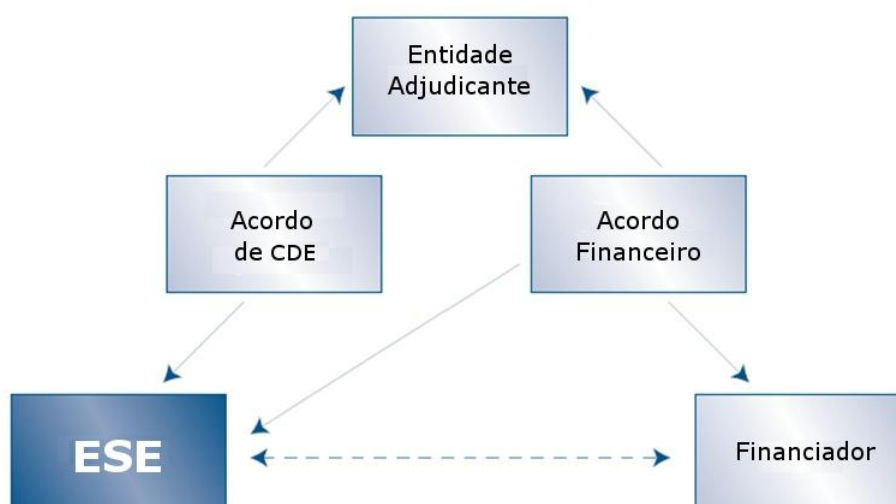 Entidade
Adjudicante
Acordo
de CDE
Acordo
Financeiro
ESE
Financiador